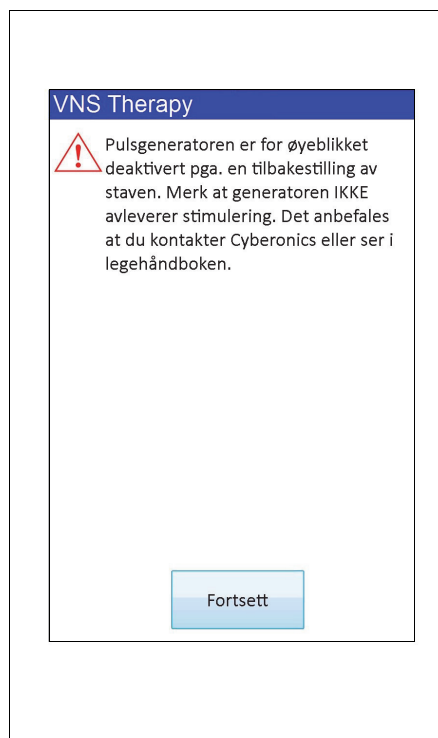 VNS Therapy
Pulsgeneratoren er for øyeblikket
deaktivert pga. en tilbakestilling av
staven. Merk at generatoren IKKE
avleverer stimulering. Det anbefales
at du kontakter Cyberonics eller ser i
legehåndboken.
Fortsett